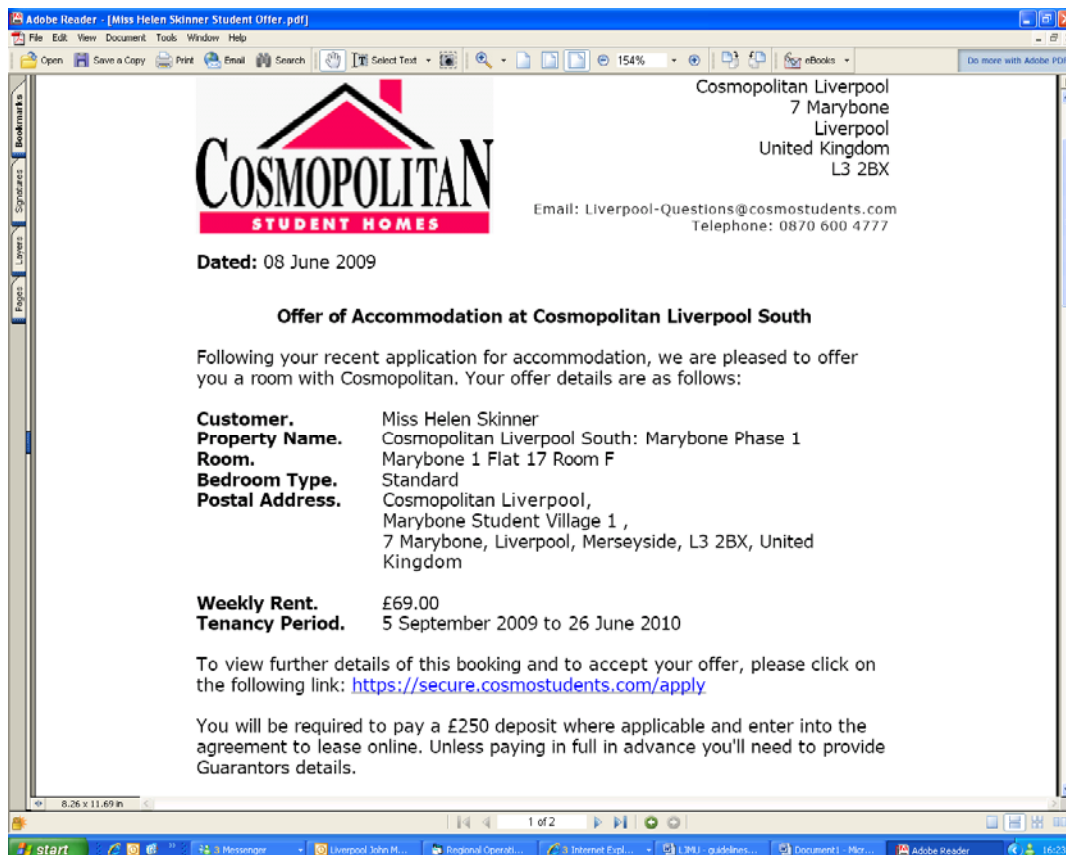 Adobe Reader - [Miss Helen Skinner Student Offer.pdf]
File Edit View Document Tools Window Help
Open Save a Copy Print Email Search Select Text 154% eBooks Do more with Adobe PDF
Bookmarks
Signatures
Layers
Pages
COSMOPOLITAN
STUDENT HOMES
Cosmopolitan Liverpool
7 Marybone
Liverpool
United Kingdom
L3 2BX
Email: Liverpool-Questions@cosmostudents.com
Telephone: 0870 600 4777
Dated: 08 June 2009
Offer of Accommodation at Cosmopolitan Liverpool South
Following your recent application for accommodation, we are pleased to offer
you a room with Cosmopolitan. Your offer details are as follows:
Customer. Miss Helen Skinner
Property Name. Cosmopolitan Liverpool South: Marybone Phase 1
Room. Marybone 1 Flat 17 Room F
Bedroom Type. Standard
Postal Address. Cosmopolitan Liverpool,
Marybone Student Village 1 ,
7 Marybone, Liverpool, Merseyside, L3 2BX, United
Kingdom
Weekly Rent. £69.00
Tenancy Period. 5 September 2009 to 26 June 2010
To view further details of this booking and to accept your offer, please click on
the following link: https://secure.cosmostudents.com/apply
You will be required to pay a £250 deposit where applicable and enter into the
agreement to lease online. Unless paying in full in advance you'll need to provide
Guarantors details.
8.26 x 11.69 in
1 of 2
start 3 Messenger Liverpool John M... Regional Operati... 3 Internet Expl... LJMU - guidelines... Document1 - Micr... Adobe Reader 16:23